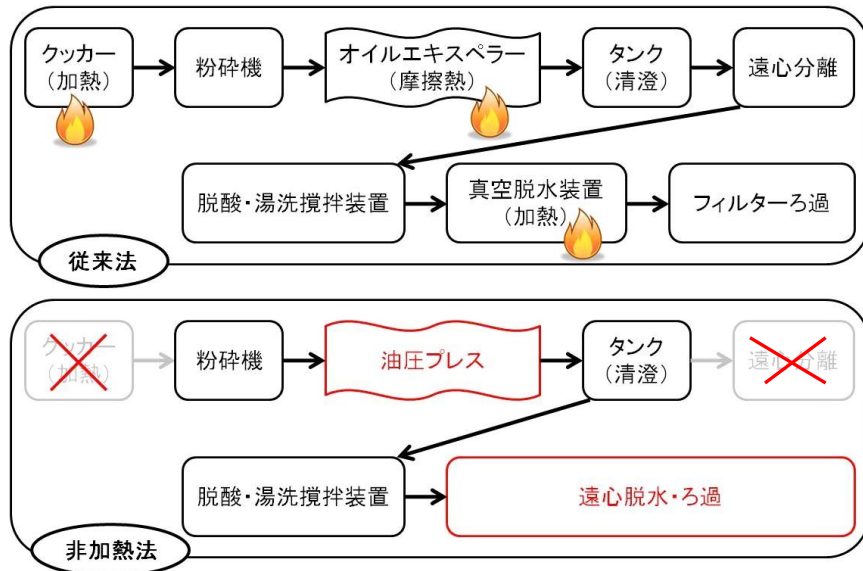 クッカー
(加熱)
粉砕機
オイルエキスペラー
(摩擦熱)
タンク
(清澄)
遠心分離
脱酸・湯洗撹拌装置
真空脱水装置
(加熱)
フィルターろ過
従来法
クッカー
(加熱)
粉砕機
油圧プレス
タンク
(清澄)
遠心分離
脱酸・湯洗撹拌装置
遠心脱水・ろ過
非加熱法